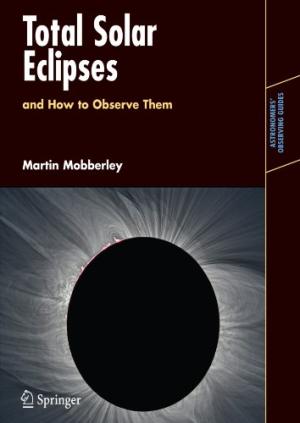 Total Solar
Eclipses
and How to Observe Them
Martin Mobberley
ASTRONOMERS'
OBSERVING GUIDES
Springer